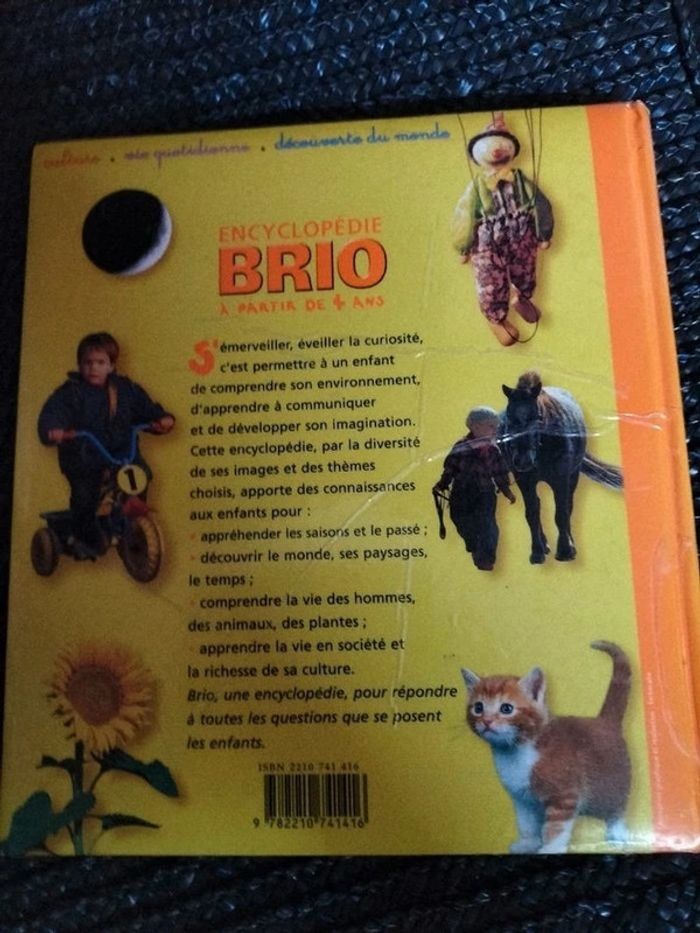 culture . vie quotidienne . découverte du monde
ENCYCLOPÉDIE
BRIO
À PARTIR DE 4 ANS
S'émerveiller, éveiller la curiosité,
c'est permettre à un enfant
de comprendre son environnement,
d'apprendre à communiquer
et de développer son imagination.
Cette encyclopédie, par la diversité
de ses images et des thèmes
choisis, apporte des connaissances
aux enfants pour :
• appréhender les saisons et le passé ;
• découvrir le monde, ses paysages,
le temps ;
• comprendre la vie des hommes,
des animaux, des plantes ;
• apprendre la vie en société et
la richesse de sa culture.
Brio, une encyclopédie, pour répondre
à toutes les questions que se posent
les enfants.
ISBN 2210 741 416
9 782210 741416
1